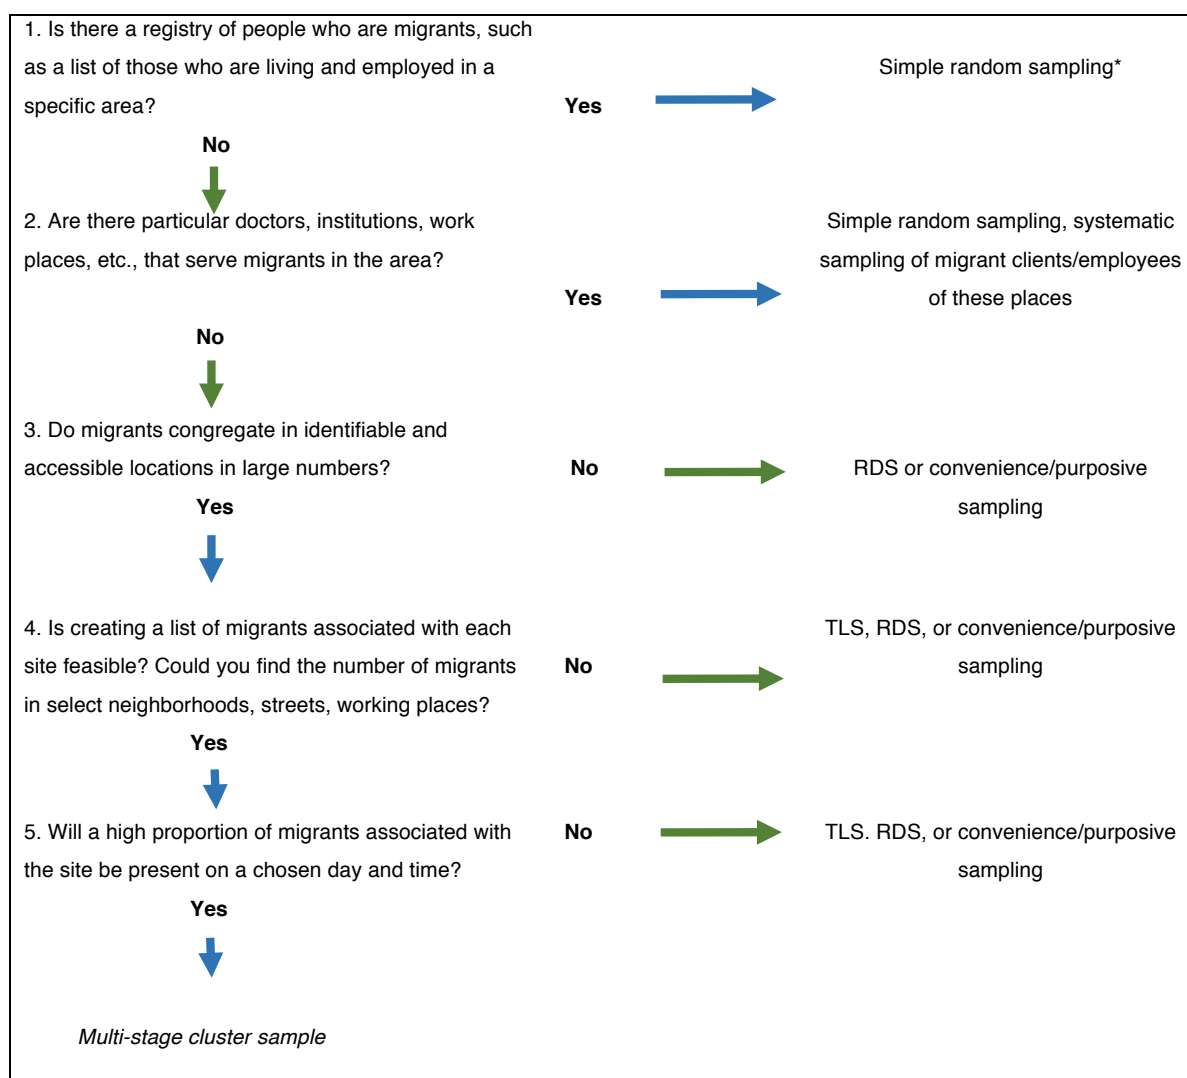 1. Is there a registry of people who are migrants, such
as a list of those who are living and employed in a
specific area?
Yes
Simple random sampling*
No
2. Are there particular doctors, institutions, work
places, etc., that serve migrants in the area?
Yes
Simple random sampling, systematic
sampling of migrant clients/employees
of these places
No
3. Do migrants congregate in identifiable and
accessible locations in large numbers?
No
RDS or convenience/purposive
sampling
Yes
4. Is creating a list of migrants associated with each
site feasible? Could you find the number of migrants
in select neighborhoods, streets, working places?
No
TLS, RDS, or convenience/purposive
sampling
Yes
5. Will a high proportion of migrants associated with
the site be present on a chosen day and time?
No
TLS. RDS, or convenience/purposive
sampling
Yes
Multi-stage cluster sample